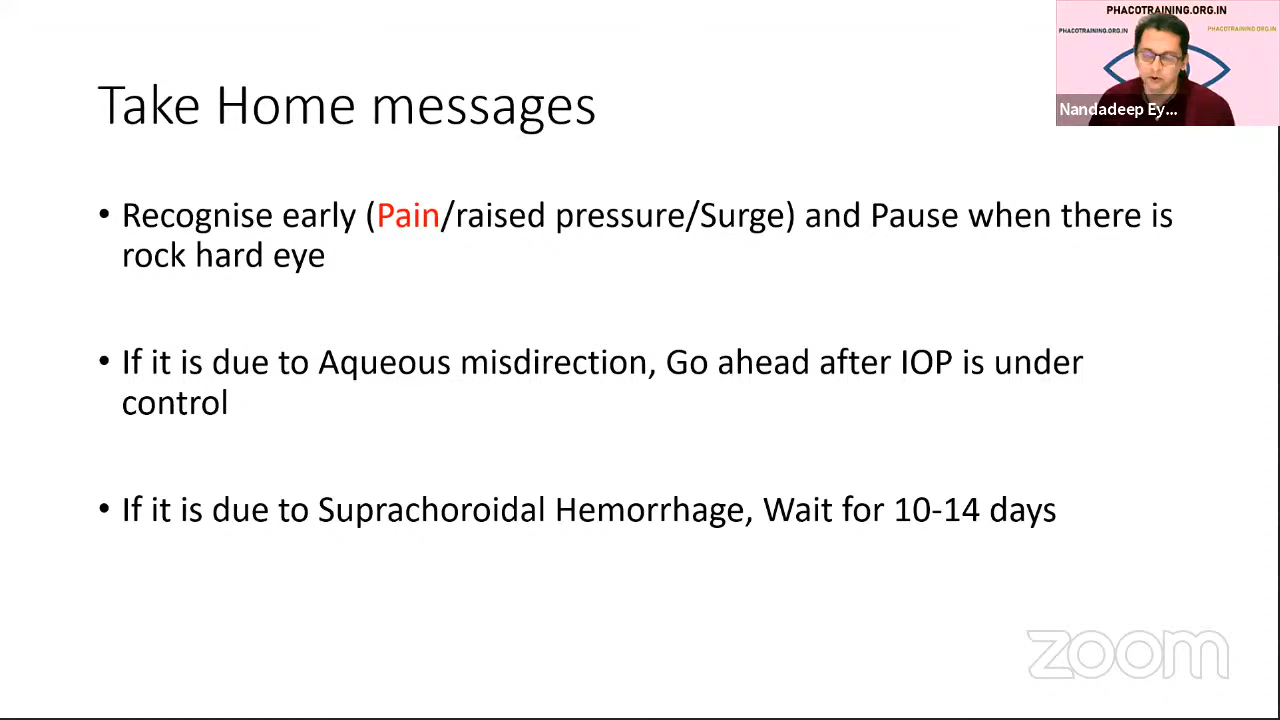 PHACOTRAINING.ORG.IN
PHACOTRAINING.ORG.IN
PHACOTRAINING.ORG.IN
Nandadeep Ey...
Take Home messages
• Recognise early (Pain/raised pressure/Surge) and Pause when there is
rock hard eye
• If it is due to Aqueous misdirection, Go ahead after IOP is under
control
• If it is due to Suprachoroidal Hemorrhage, Wait for 10-14 days
zoom